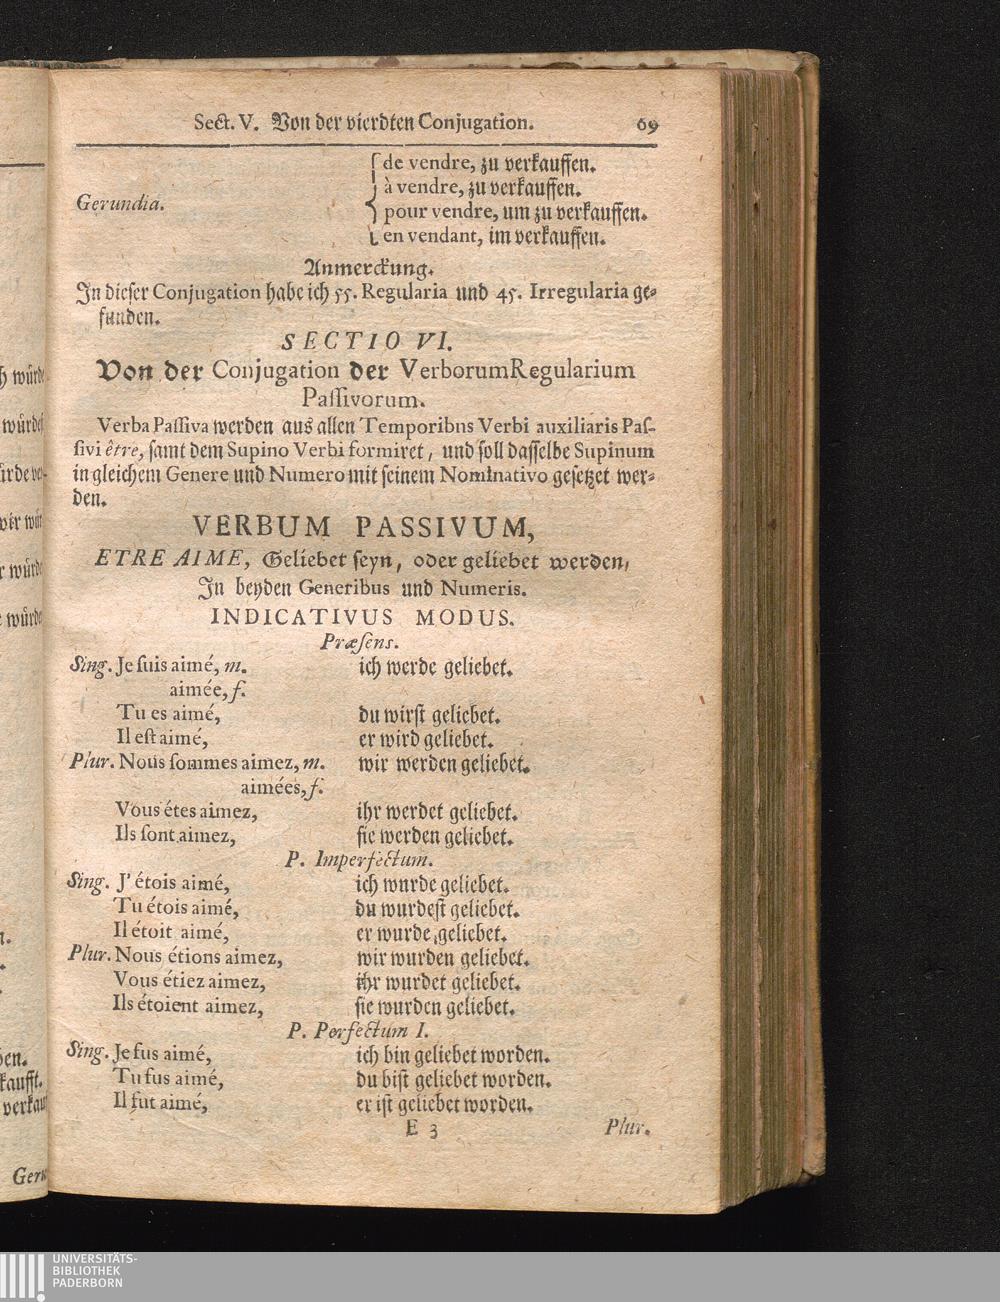 Sect. V. Von der vierdten Conjugation. 69
de vendre, zu verkauffen.
à vendre, zu verkauffen.
Gerundia.
pour vendre, um zu verkauffen.
en vendant, im verkauffen.
Anmerckung.
In dieser Conjugation habe ich 55. Regularia und 45. Irregularia ge-
funden.
SECTIO VI.
Von der Conjugation der Verborum Regularium
Passivorum.
Verba Passiva werden aus allen Temporibns Verbi auxiliaris Pas-
sivi être, samt dem Supino Verbi formiret, und soll dasselbe Supinum
in gleichem Genere und Numero mit seinem Nominativo gesetzet wer-
den.
VERBUM PASSIVUM,
ETRE AIME, Geliebet seyn, oder geliebet werden,
In beyden Generibus und Numeris.
INDICATIVUS MODUS.
Præsens.
Sing. Je suis aimé, m. ich werde geliebet.
aimée, f.
Tu es aimé, du wirst geliebet.
Il est aimé, er wird geliebet.
Plur. Nous sommes aimez, m. wir werden geliebet.
aimées, f.
Vous étes aimez, ihr werdet geliebet.
Ils sont aimez, sie werden geliebet.
P. Imperfectum.
Sing. J' étois aimé, ich wurde geliebet.
Tu étois aimé, du wurdest geliebet.
Il étoit aimé, er wurde geliebet.
Plur. Nous étions aimez, wir wurden geliebet.
Vous étiez aimez, ihr wurdet geliebet.
Ils étoient aimez, sie wurden geliebet.
P. Perfectum I.
Sing. Je fus aimé, ich bin geliebet worden.
Tu fus aimé, du bist geliebet worden.
Il fut aimé, er ist geliebet worden.
E 3 Plur.
UNIVERSITÄTS-
BIBLIOTHEK
PADERBORN